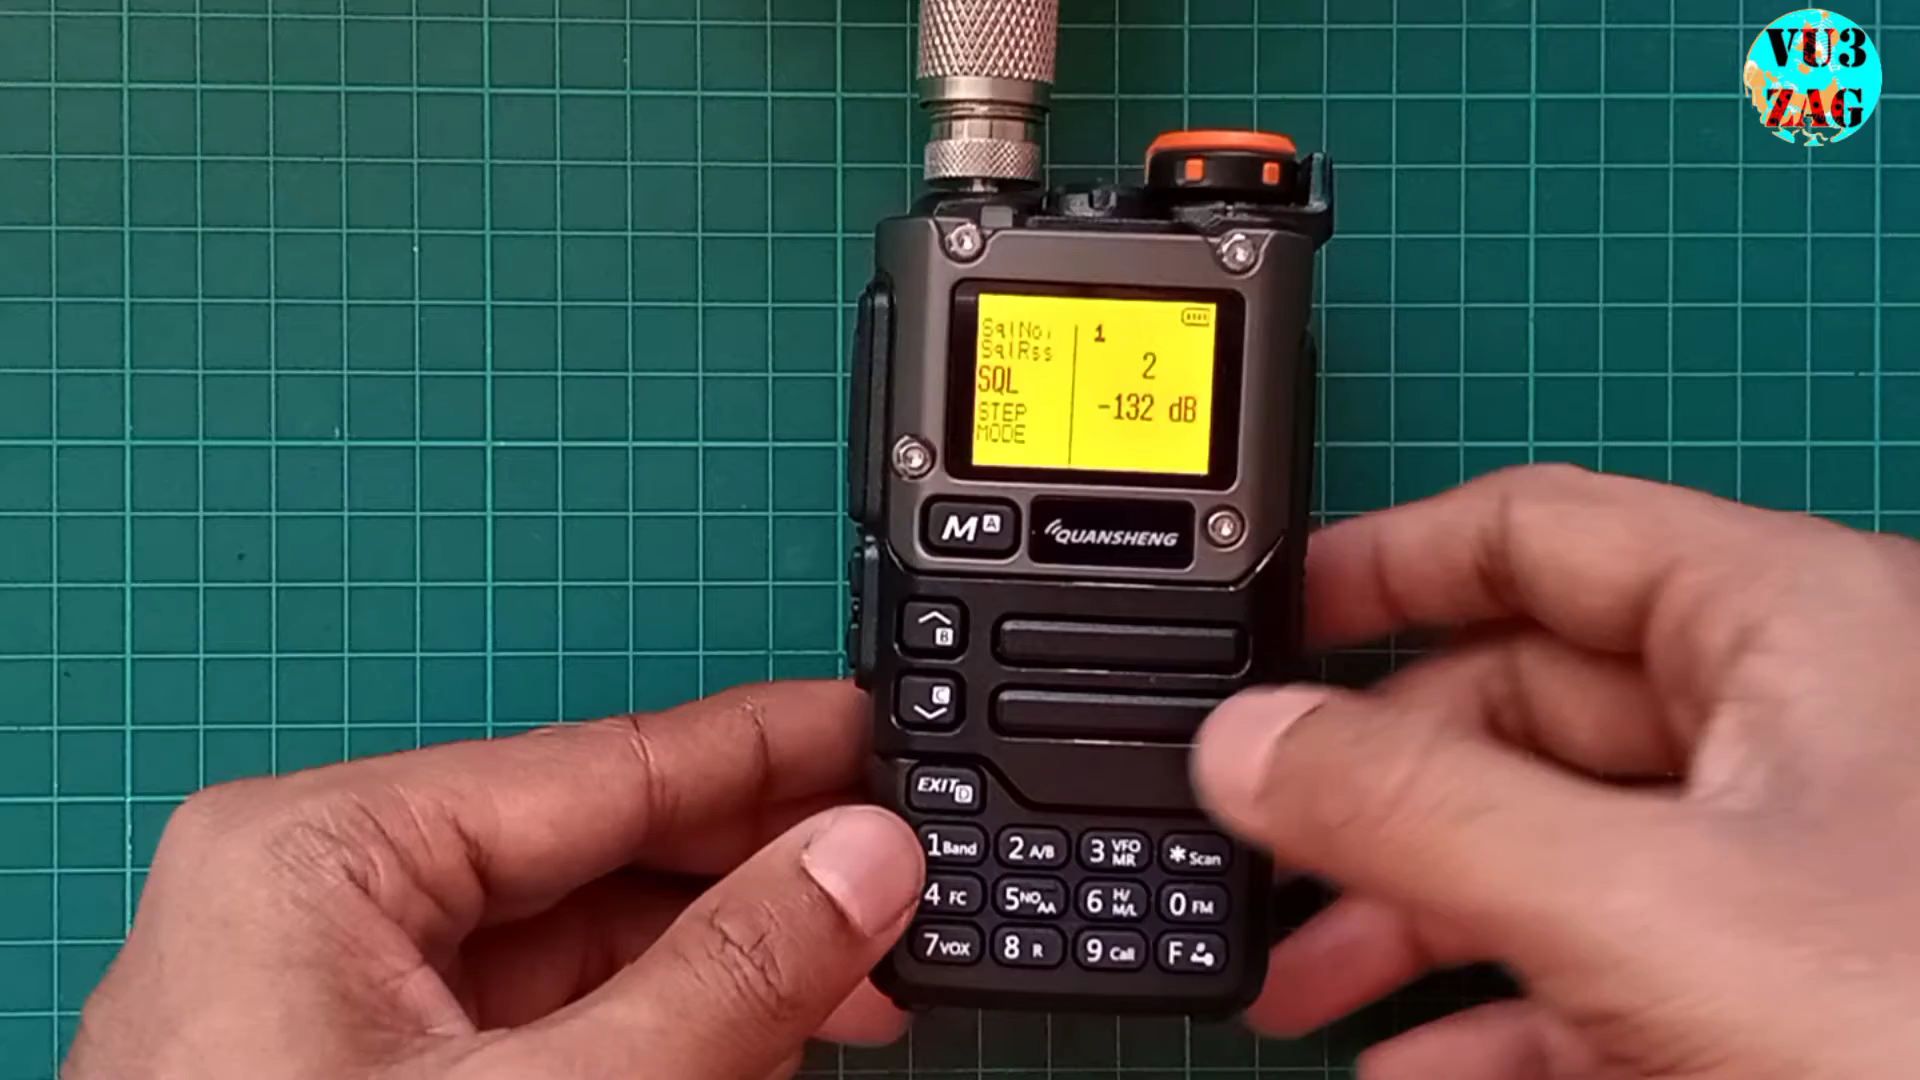 VU3
ZAG
SqlNoi
SqlRss
SQL
STEP
MODE
1
2
-132 dB
M A
QUANSHENG
B
C
EXIT D
1 Band
2 A/B
3 VFO MR
* Scan
4 FC
5 NOAA
6 H/M/L
0 FM
7 VOX
8 R
9 Call
F